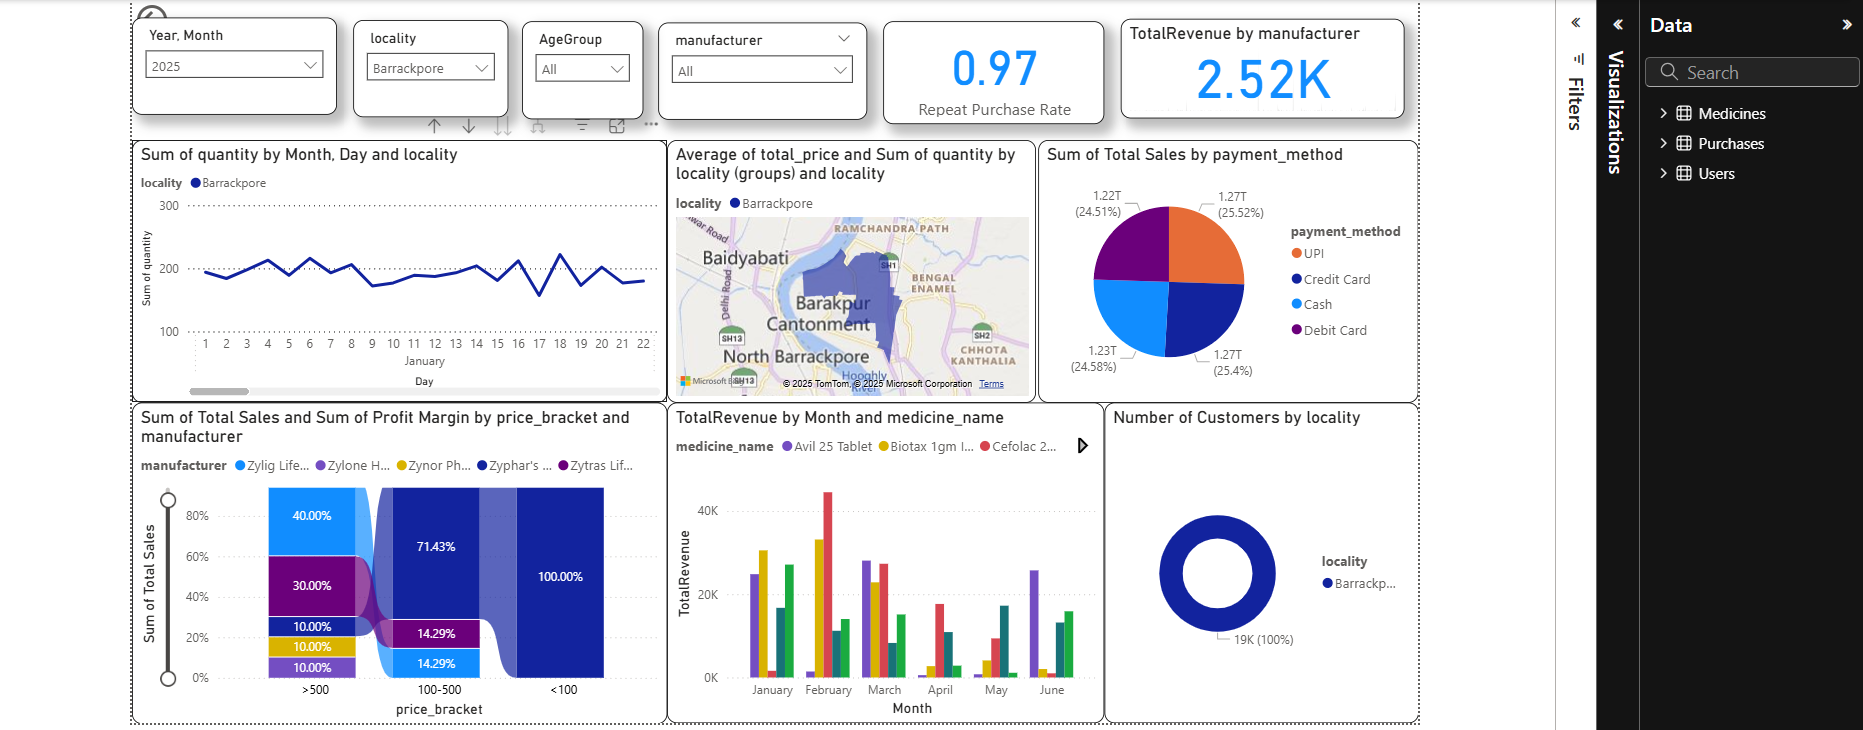 Year, Month
2025
locality
Barrackpore
AgeGroup
All
manufacturer
All
0.97
Repeat Purchase Rate
TotalRevenue by manufacturer
2.52K
Filters
Visualizations
Data
Search
Medicines
Purchases
Users
Sum of quantity by Month, Day and locality
locality Barrackpore
300
200
100
Sum of quantity
1 2 3 4 5 6 7 8 9 10 11 12 13 14 15 16 17 18 19 20 21 22
January
Day
Average of total_price and Sum of quantity by
locality (groups) and locality
locality Barrackpore
RAMCHANDRA PATH
Baidyabati
SH1
BENGAL
ENAMEL
Delhi Road
Barakpur
Cantonment
SH13
SH2
North Barrackpore
CHHOTA
KANTHALIA
Hooghly
River
SH13
Microsoft
© 2025 TomTom, © 2025 Microsoft Corporation Terms
Sum of Total Sales by payment_method
1.22T
(24.51%)
1.27T
(25.52%)
1.23T
(24.58%)
1.27T
(25.4%)
payment_method
UPI
Credit Card
Cash
Debit Card
Sum of Total Sales and Sum of Profit Margin by price_bracket and
manufacturer
manufacturer Zylig Life... Zylone H... Zynor Ph... Zyphar's ... Zytras Lif...
Sum of Total Sales
80%
60%
40%
20%
0%
40.00%
30.00%
10.00%
10.00%
10.00%
71.43%
14.29%
14.29%
100.00%
>500 100-500 <100
price_bracket
TotalRevenue by Month and medicine_name
medicine_name Avil 25 Tablet Biotax 1gm I... Cefolac 2...
TotalRevenue
40K
20K
0K
January February March April May June
Month
Number of Customers by locality
19K (100%)
locality
Barrackp...